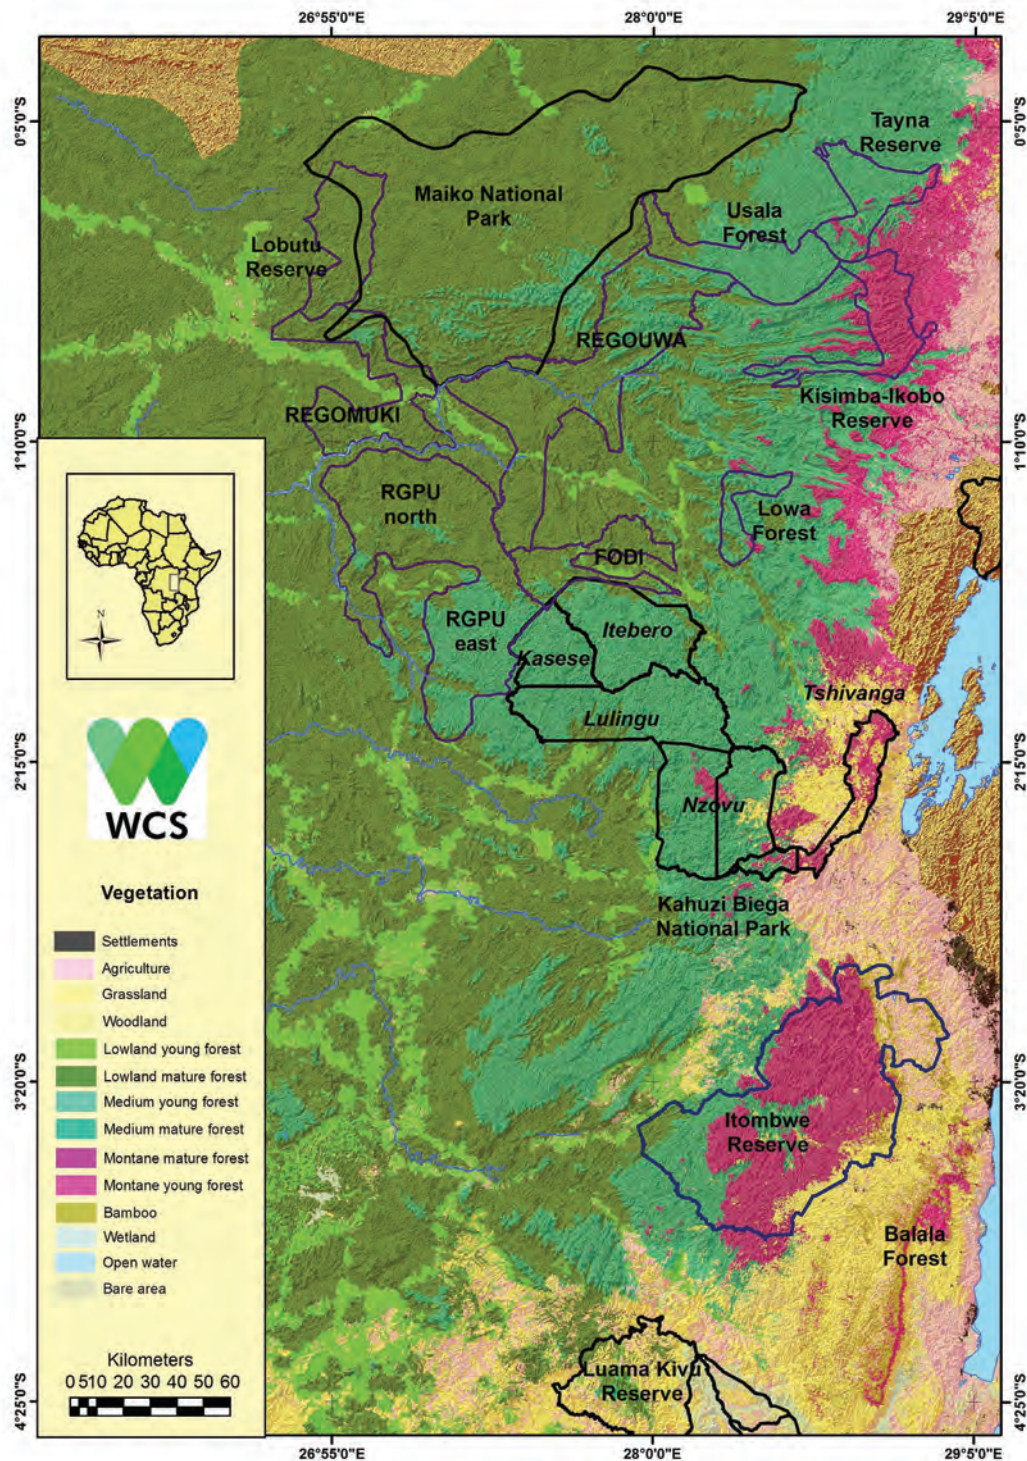 26°55'0"E
28°0'0"E
29°5'0"E
0°5'0"S
0°5'0"S
Tayna
Reserve
Maiko National
Park
Usala
Forest
Lobutu
Reserve
REGOUWA
Kisimba-Ikobo
Reserve
REGOMUKI
1°10'0"S
1°10'0"S
RGPU
north
Lowa
Forest
FODI
RGPU
east
Itebero
Kasese
Tshivanga
Lulingu
2°15'0"S
2°15'0"S
Nzovu
Kahuzi Biega
National Park
3°20'0"S
3°20'0"S
Itombwe
Reserve
Balala
Forest
Luama Kivu
Reserve
4°25'0"S
4°25'0"S
26°55'0"E
28°0'0"E
29°5'0"E
N
WCS
Vegetation
Settlements
Agriculture
Grassland
Woodland
Lowland young forest
Lowland mature forest
Medium young forest
Medium mature forest
Montane mature forest
Montane young forest
Bamboo
Wetland
Open water
Bare area
Kilometers
0 5 10 20 30 40 50 60